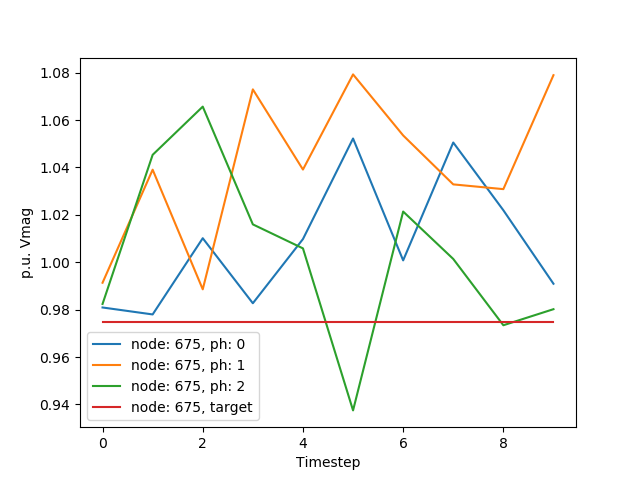 1.08
1.06
1.04
1.02
1.00
0.98
0.96
0.94
p.u. Vmag
node: 675, ph: 0
node: 675, ph: 1
node: 675, ph: 2
node: 675, target
0 2 4 6 8
Timestep